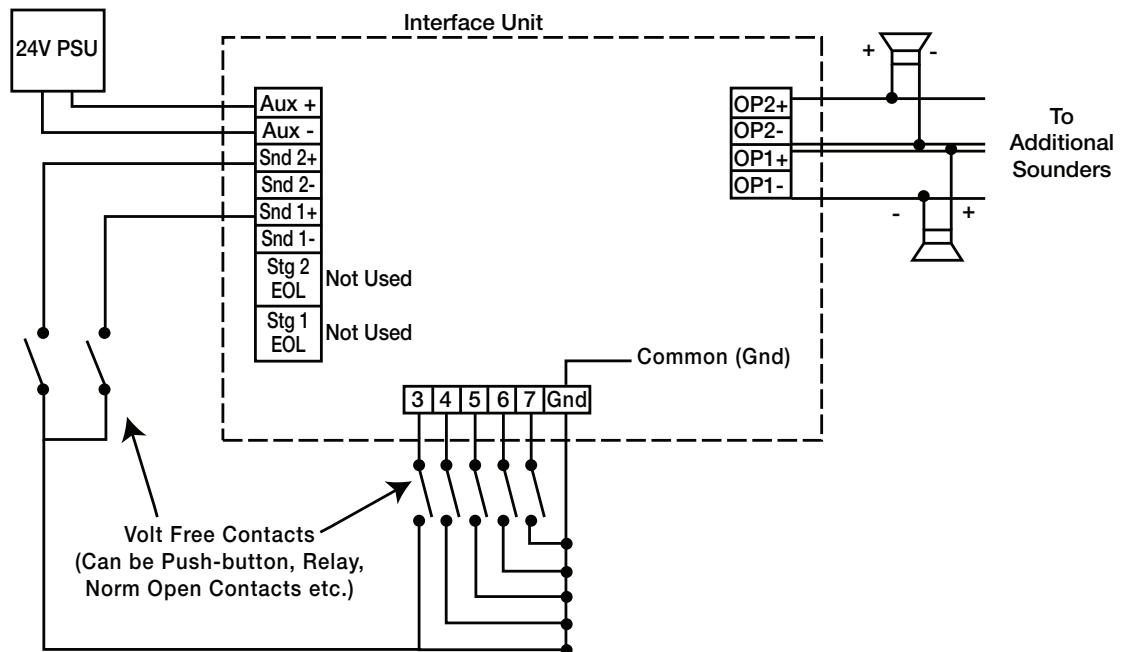 Interface Unit
24V PSU
Aux +
Aux -
Snd 2+
Snd 2-
Snd 1+
Snd 1-
Stg 2
EOL
Not Used
Stg 1
EOL
Not Used
OP2+
OP2-
OP1+
OP1-
+ -
- +
To
Additional
Sounders
Common (Gnd)
3 4 5 6 7 Gnd
Volt Free Contacts
(Can be Push-button, Relay,
Norm Open Contacts etc.)